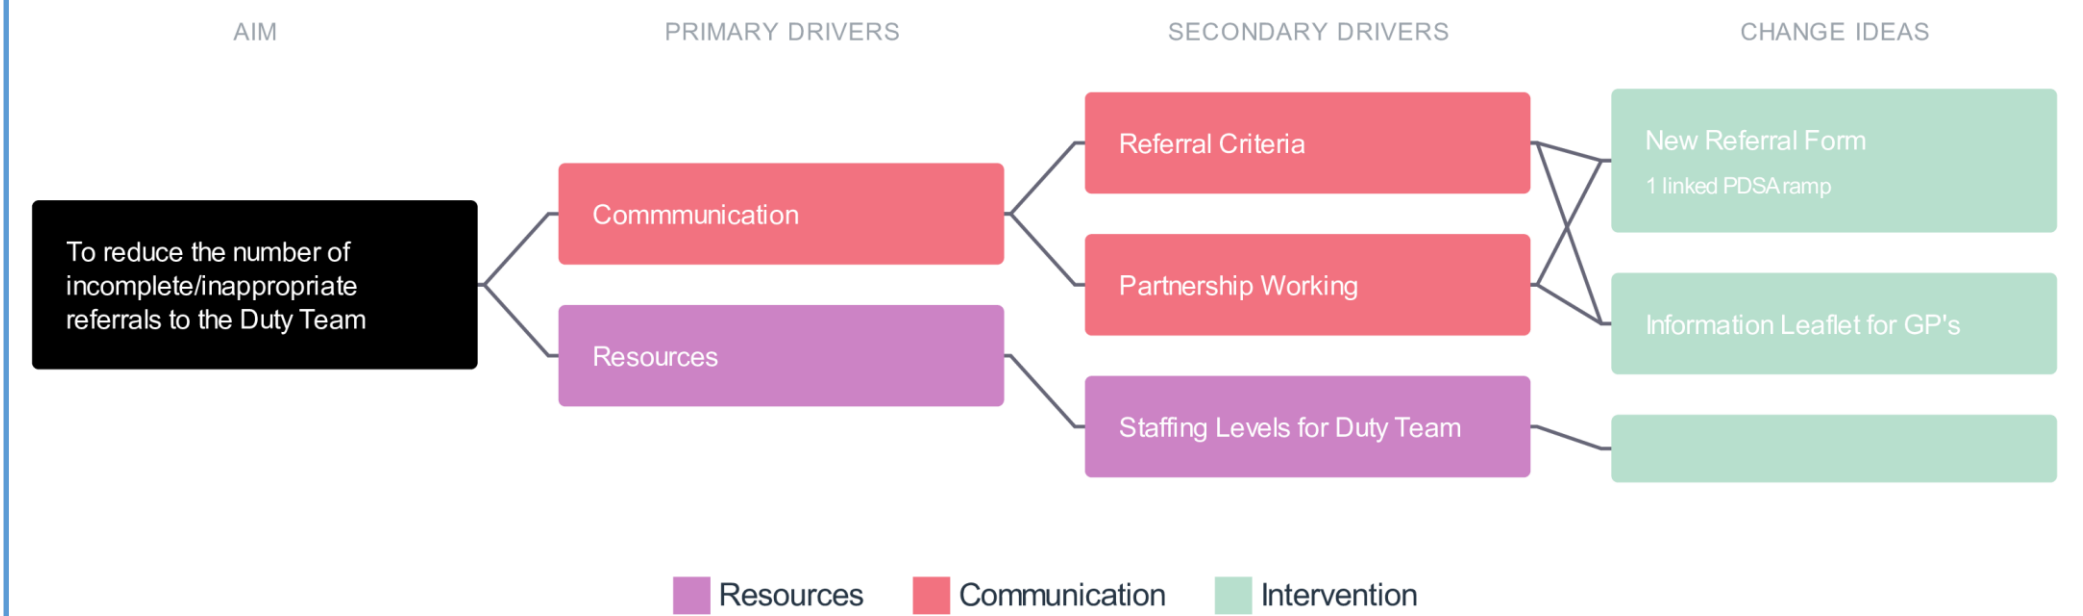 AIM
PRIMARY DRIVERS
SECONDARY DRIVERS
CHANGE IDEAS
To reduce the number of
incomplete/inappropriate
referrals to the Duty Team
Commmunication
Resources
Referral Criteria
Partnership Working
Staffing Levels for Duty Team
New Referral Form
1 linked PDSA ramp
Information Leaflet for GP's
Resources
Communication
Intervention